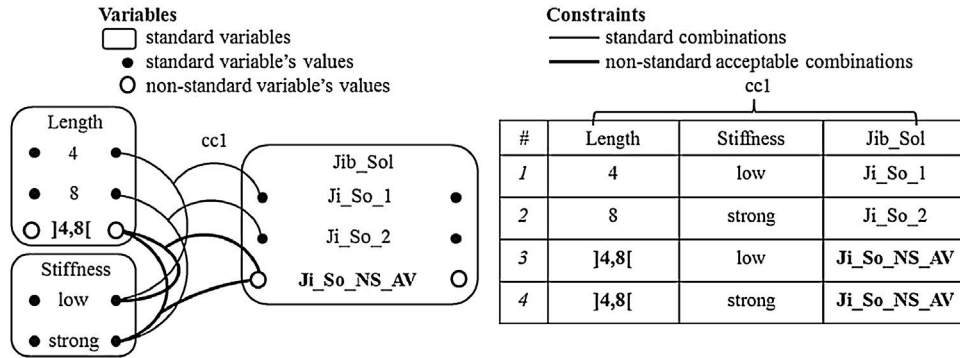 Variables
standard variables
standard variable's values
non-standard variable's values
Constraints
standard combinations
non-standard acceptable combinations
Length
4
8
]4,8[
Stiffness
low
strong
cc1
Jib_Sol
Ji_So_1
Ji_So_2
Ji_So_NS_AV
cc1
# Length Stiffness Jib_Sol
1 4 low Ji_So_1
2 8 strong Ji_So_2
3 ]4,8[ low Ji_So_NS_AV
4 ]4,8[ strong Ji_So_NS_AV